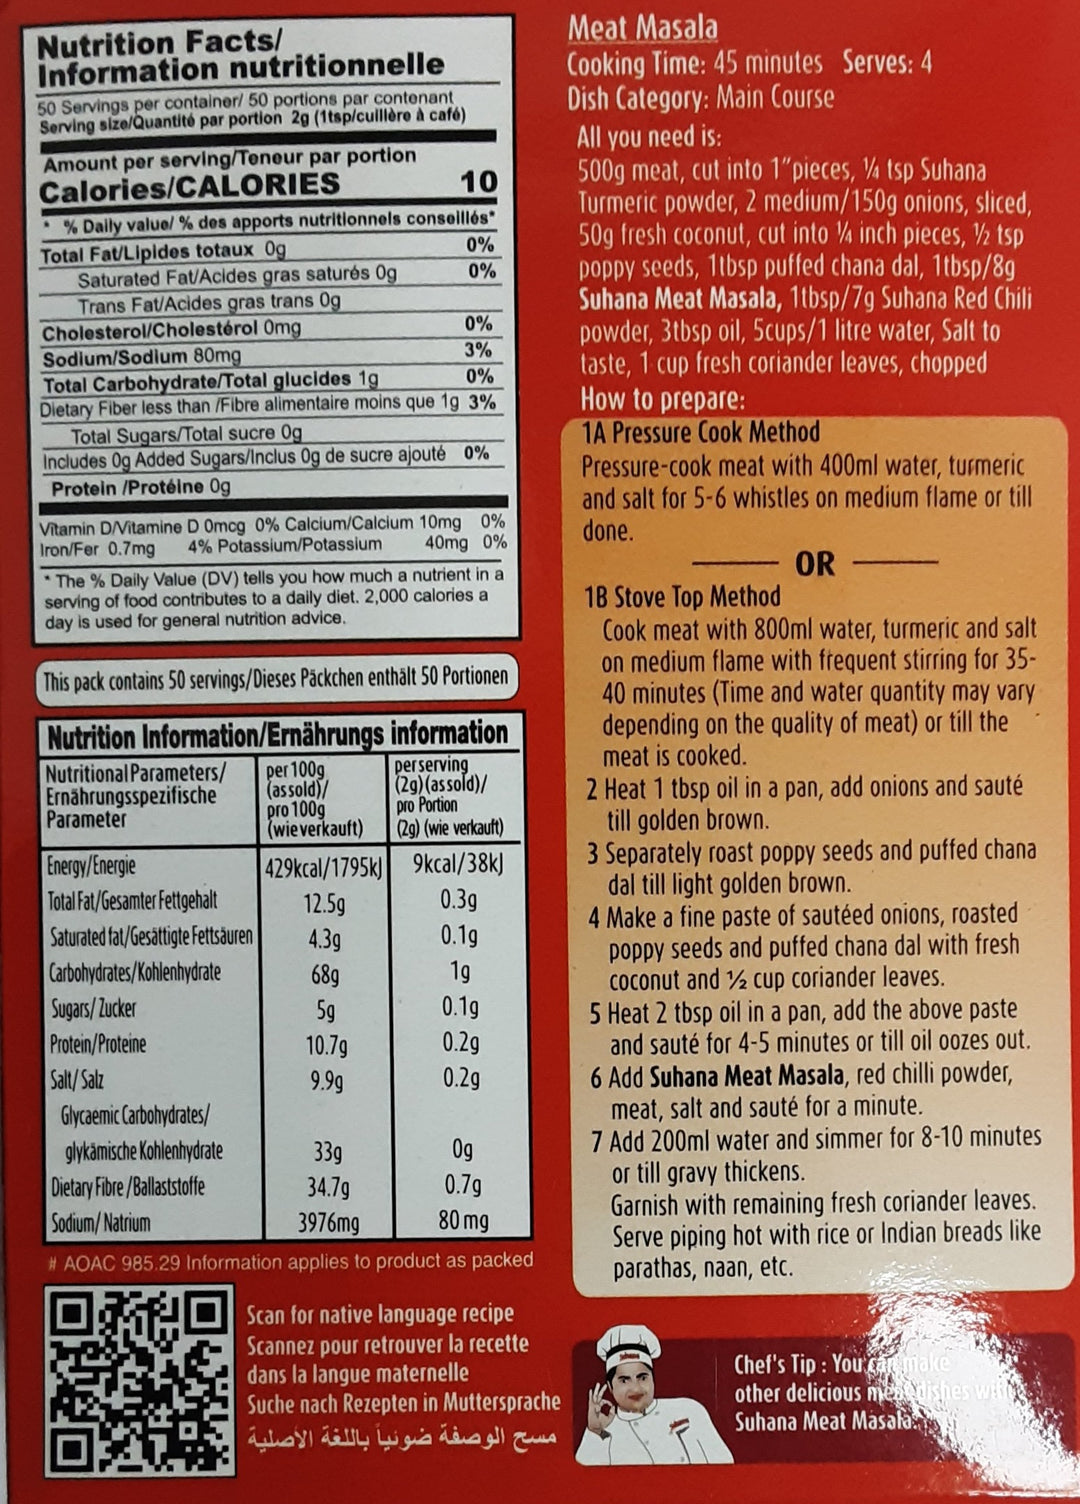 Nutrition Facts/
Information nutritionnelle
50 Servings per container/ 50 portions par contenant
Serving size/Quantité par portion 2g (1tsp/cuillère à café)
Amount per serving/Teneur par portion
Calories/CALORIES 10
* % Daily value/ % des apports nutritionnels conseillés*
Total Fat/Lipides totaux 0g 0%
Saturated Fat/Acides gras saturés 0g 0%
Trans Fat/Acides gras trans 0g
Cholesterol/Cholestérol 0mg 0%
Sodium/Sodium 80mg 3%
Total Carbohydrate/Total glucides 1g 0%
Dietary Fiber less than /Fibre alimentaire moins que 1g 3%
Total Sugars/Total sucre 0g
Includes 0g Added Sugars/Inclus 0g de sucre ajouté 0%
Protein /Protéine 0g
Vitamin D/Vitamine D 0mcg 0% Calcium/Calcium 10mg 0%
Iron/Fer 0.7mg 4% Potassium/Potassium 40mg 0%
* The % Daily Value (DV) tells you how much a nutrient in a
serving of food contributes to a daily diet. 2,000 calories a
day is used for general nutrition advice.
This pack contains 50 servings/Dieses Päckchen enthält 50 Portionen
Nutrition Information/Ernährungs information
Nutritional Parameters/
Ernährungsspezifische
Parameter
per 100g
(as sold)/
pro 100g
(wie verkauft)
per serving
(2g) (as sold)/
pro Portion
(2g) (wie verkauft)
Energy/Energie 429kcal/1795kJ 9kcal/38kJ
Total Fat/Gesamter Fettgehalt 12.5g 0.3g
Saturated fat/Gesättigte Fettsäuren 4.3g 0.1g
Carbohydrates/Kohlenhydrate 68g 1g
Sugars/ Zucker 5g 0.1g
Protein/Proteine 10.7g 0.2g
Salt/ Salz 9.9g 0.2g
Glycaemic Carbohydrates/
glykämische Kohlenhydrate 33g 0g
Dietary Fibre /Ballaststoffe 34.7g 0.7g
Sodium/ Natrium 3976mg 80 mg
# AOAC 985.29 Information applies to product as packed
Scan for native language recipe
Scannez pour retrouver la recette
dans la langue maternelle
Suche nach Rezepten in Muttersprache
مسح الوصفة ضوئياً باللغة الأصلية
Meat Masala
Cooking Time: 45 minutes Serves: 4
Dish Category: Main Course
All you need is:
500g meat, cut into 1"pieces, ¼ tsp Suhana
Turmeric powder, 2 medium/150g onions, sliced,
50g fresh coconut, cut into ¼ inch pieces, ½ tsp
poppy seeds, 1tbsp puffed chana dal, 1tbsp/8g
Suhana Meat Masala, 1tbsp/7g Suhana Red Chili
powder, 3tbsp oil, 5cups/1 litre water, Salt to
taste, 1 cup fresh coriander leaves, chopped
How to prepare:
1A Pressure Cook Method
Pressure-cook meat with 400ml water, turmeric
and salt for 5-6 whistles on medium flame or till
done.
OR
1B Stove Top Method
Cook meat with 800ml water, turmeric and salt
on medium flame with frequent stirring for 35-
40 minutes (Time and water quantity may vary
depending on the quality of meat) or till the
meat is cooked.
2 Heat 1 tbsp oil in a pan, add onions and sauté
till golden brown.
3 Separately roast poppy seeds and puffed chana
dal till light golden brown.
4 Make a fine paste of sautéed onions, roasted
poppy seeds and puffed chana dal with fresh
coconut and ½ cup coriander leaves.
5 Heat 2 tbsp oil in a pan, add the above paste
and sauté for 4-5 minutes or till oil oozes out.
6 Add Suhana Meat Masala, red chilli powder,
meat, salt and sauté for a minute.
7 Add 200ml water and simmer for 8-10 minutes
or till gravy thickens.
Garnish with remaining fresh coriander leaves.
Serve piping hot with rice or Indian breads like
parathas, naan, etc.
Chef's Tip : You can make
other delicious meat dishes with
Suhana Meat Masala.